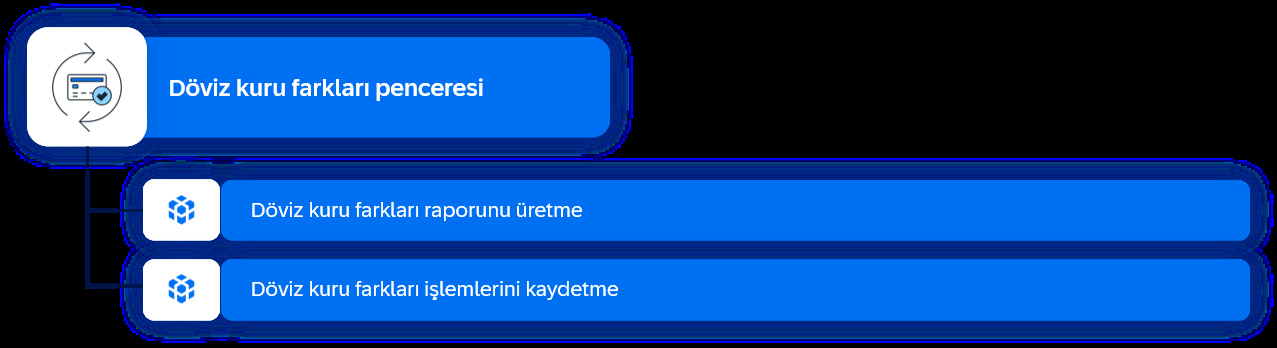 Döviz kuru farkları penceresi
Döviz kuru farkları raporunu üretme
Döviz kuru farkları işlemlerini kaydetme